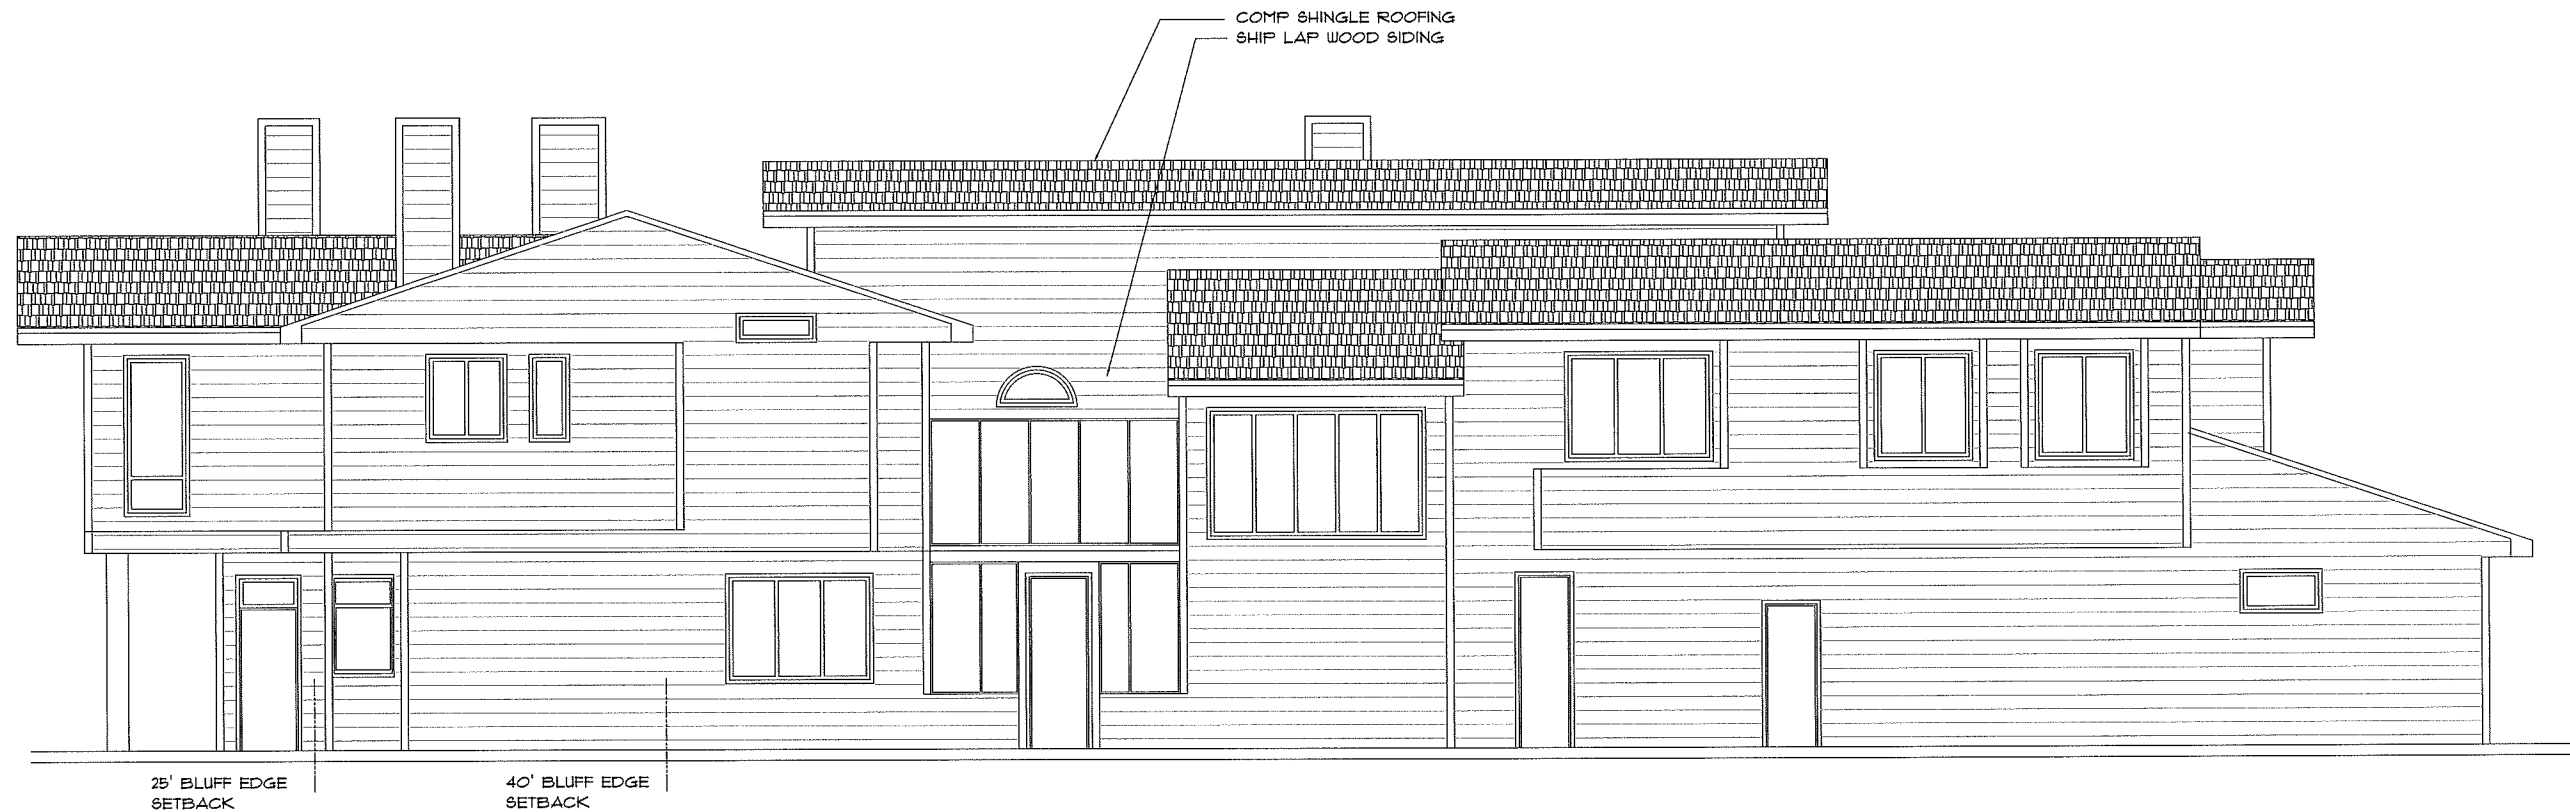 COMP SHINGLE ROOFING
SHIP LAP WOOD SIDING
25' BLUFF EDGE
SETBACK
40' BLUFF EDGE
SETBACK